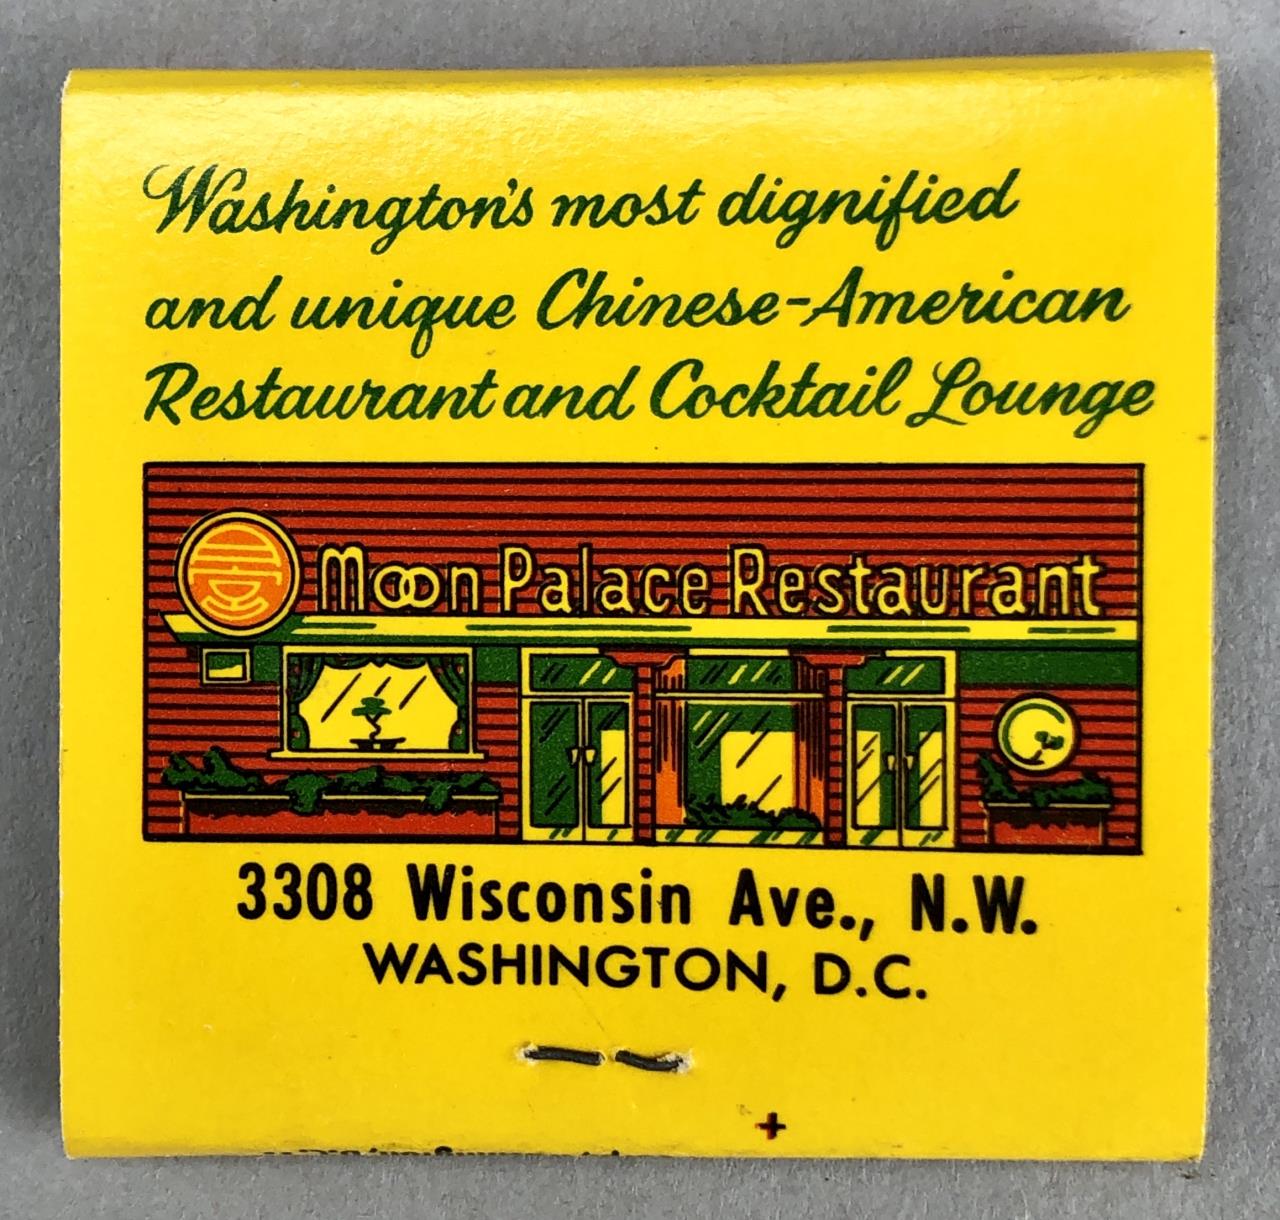 Washington's most dignified
and unique Chinese-American
Restaurant and Cocktail Lounge
Moon Palace Restaurant
3308 Wisconsin Ave., N.W.
WASHINGTON, D.C.